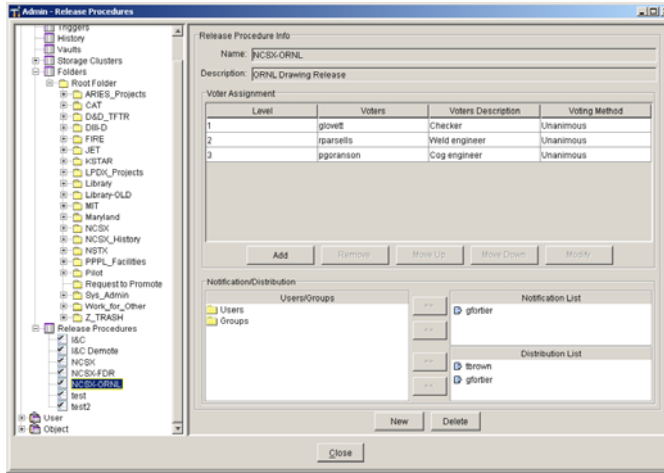 Admin - Release Procedures
Triggers
History
Vaults
Storage Clusters
Folders
Root Folder
ARIES_Projects
CAT
D&D_TFTR
DIII-D
FIRE
JET
KSTAR
LPDX_Projects
Library
Library-OLD
MIT
Maryland
NCSX
NCSX_History
NSTX
PPPL_Facilities
Pilot
Request to Promote
Sys_Admin
Work_for_Other
Z_TRASH
Release Procedures
I&C
I&C Demote
NCSX
NCSX-FDR
NCSX-ORNL
test
test2
User
Object
Release Procedure Info
Name: NCSX-ORNL
Description: ORNL Drawing Release
Voter Assignment
Level Voters Voters Description Voting Method
1 glovett Checker Unanimous
2 rparsells Weld engineer Unanimous
3 pgoranson Cog engineer Unanimous
Add Remove Move Up Move Down Modify
Notification/Distribution
Users/Groups
Users
Groups
>>
<<
>>
<<
Notification List
gfortier
Distribution List
tbrown
gfortier
New Delete
Close